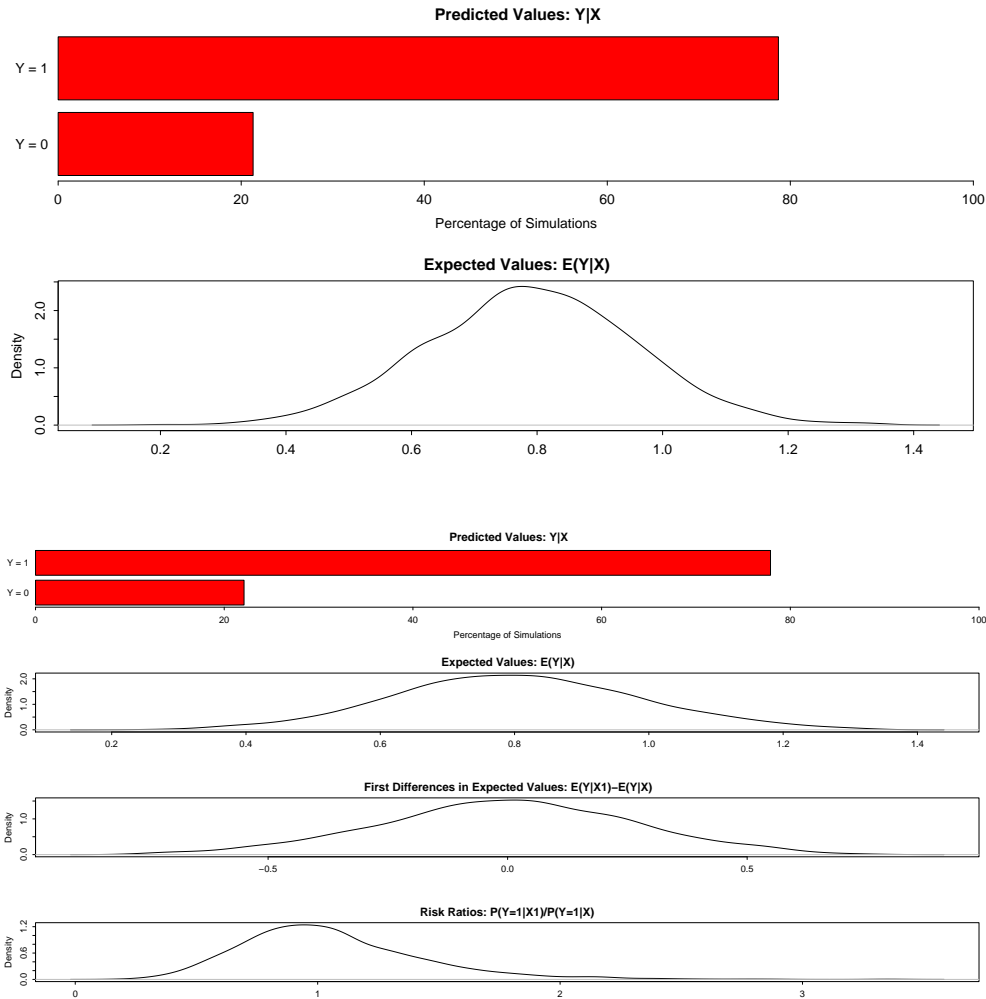 Predicted Values: Y|X
Y = 1
Y = 0
0 20 40 60 80 100
Percentage of Simulations
Expected Values: E(Y|X)
Density
0.0 1.0 2.0
0.2 0.4 0.6 0.8 1.0 1.2 1.4
Predicted Values: Y|X
Y = 1
Y = 0
0 20 40 60 80 100
Percentage of Simulations
Expected Values: E(Y|X)
Density
0.0 1.0 2.0
0.2 0.4 0.6 0.8 1.0 1.2 1.4
First Differences in Expected Values: E(Y|X1)−E(Y|X)
Density
0.0 1.0
−0.5 0.0 0.5
Risk Ratios: P(Y=1|X1)/P(Y=1|X)
Density
0.0 0.6 1.2
0 1 2 3